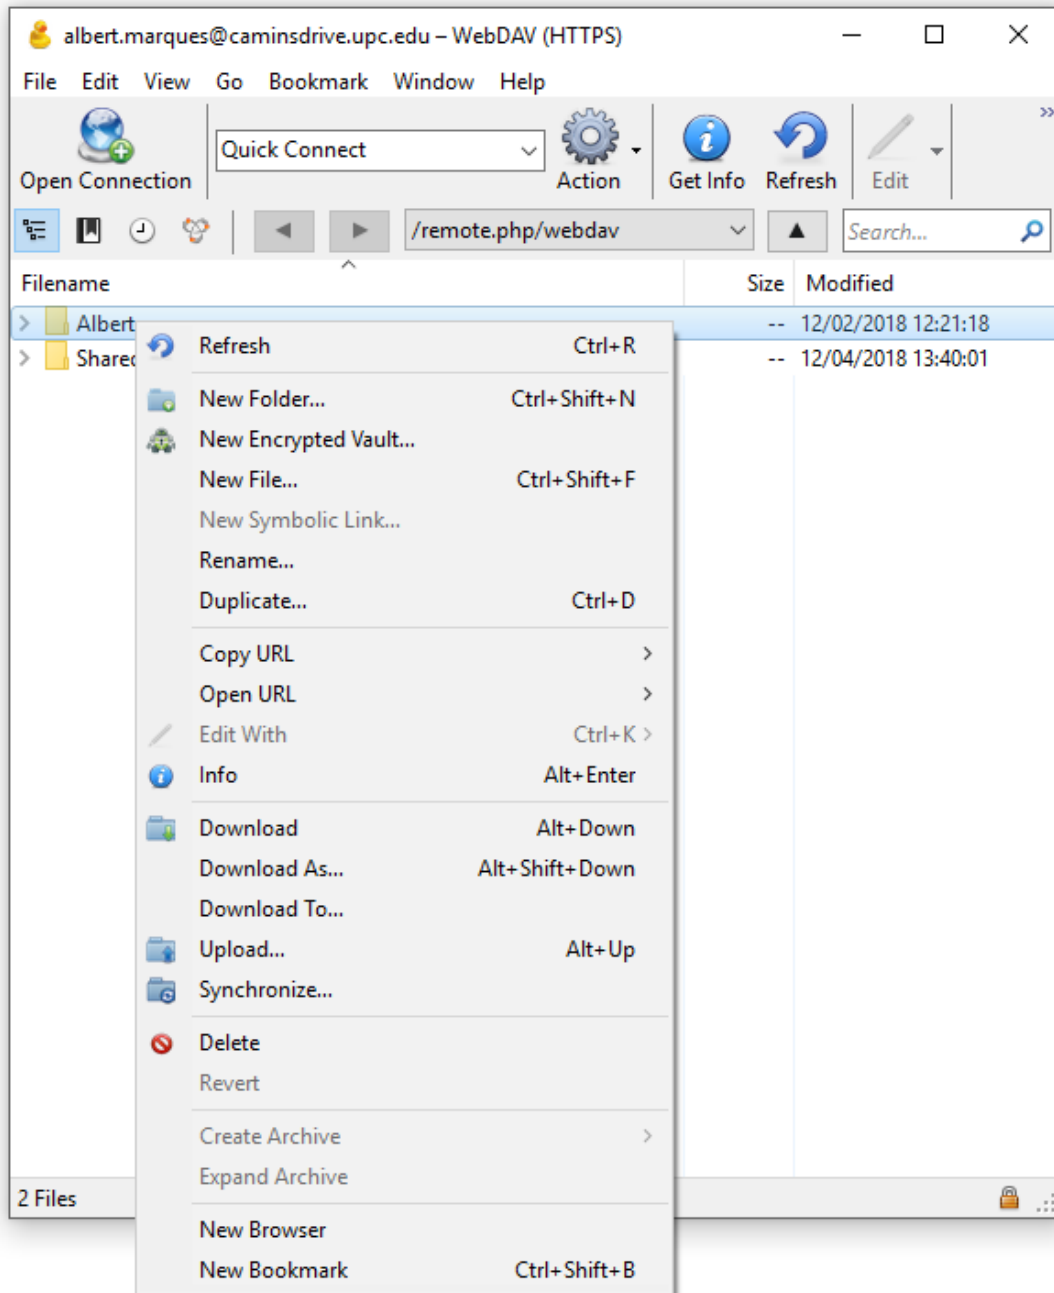 albert.marques@caminsdrive.upc.edu – WebDAV (HTTPS)
File Edit View Go Bookmark Window Help
Quick Connect
Open Connection Action Get Info Refresh Edit
/remote.php/webdav Search...
Filename Size Modified
Albert -- 12/02/2018 12:21:18
Shared -- 12/04/2018 13:40:01
Refresh Ctrl+R
New Folder... Ctrl+Shift+N
New Encrypted Vault...
New File... Ctrl+Shift+F
New Symbolic Link...
Rename...
Duplicate... Ctrl+D
Copy URL
Open URL
Edit With Ctrl+K
Info Alt+Enter
Download Alt+Down
Download As... Alt+Shift+Down
Download To...
Upload... Alt+Up
Synchronize...
Delete
Revert
Create Archive
Expand Archive
2 Files
New Browser
New Bookmark Ctrl+Shift+B